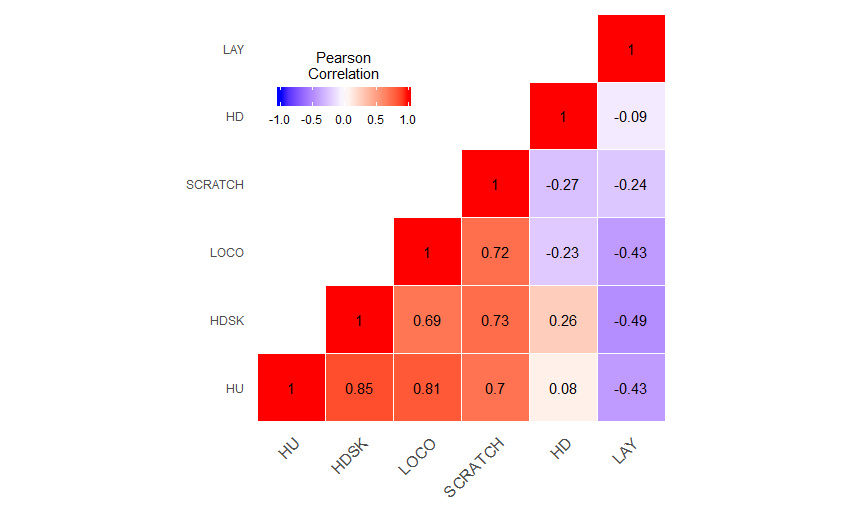 LAY
1
Pearson
Correlation
-1.0 -0.5 0.0 0.5 1.0
HD
1 -0.09
SCRATCH
1 -0.27 -0.24
LOCO
1 0.72 -0.23 -0.43
HDSK
1 0.69 0.73 0.26 -0.49
HU
1 0.85 0.81 0.7 0.08 -0.43
HU HDSK LOCO SCRATCH HD LAY